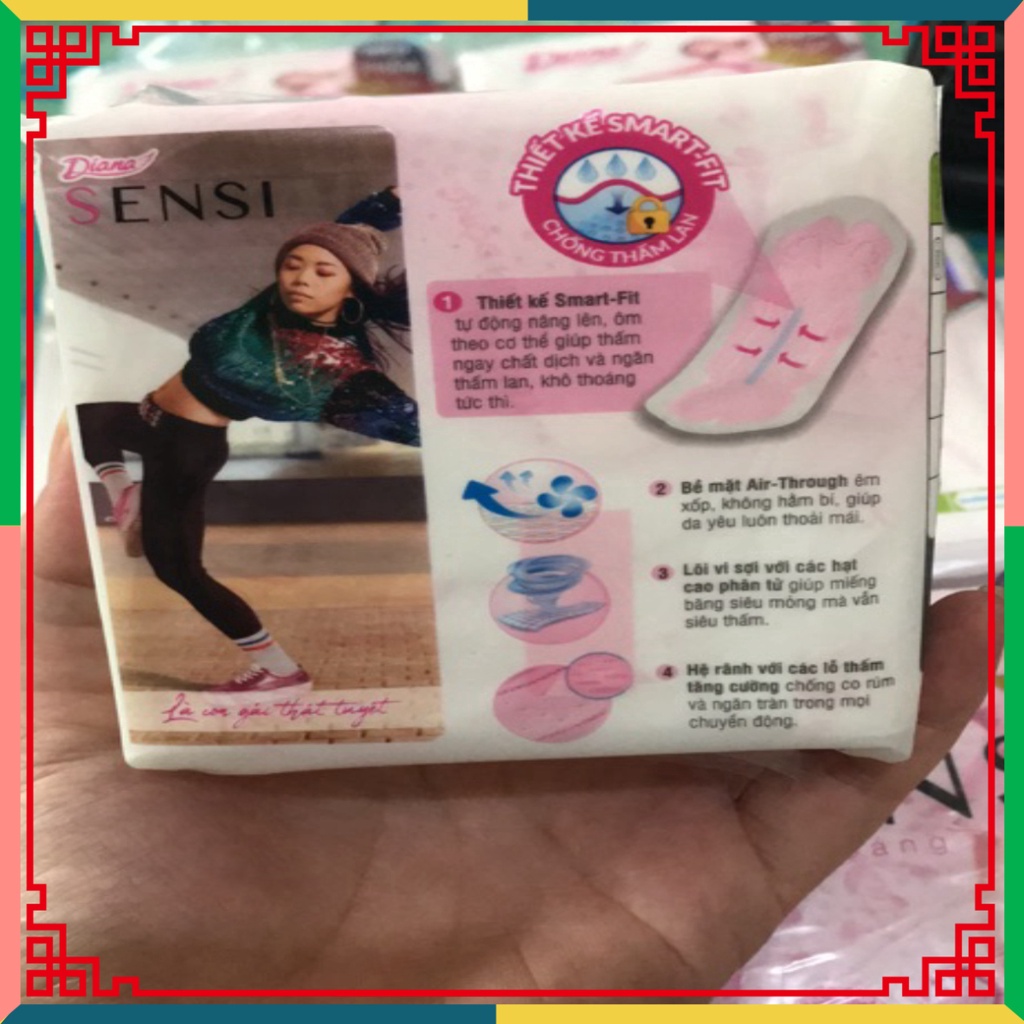 Diana
SENSI
THIẾT KẾ SMART-FIT
CHỐNG THẤM LAN
1 Thiết kế Smart-Fit
tự động nâng lên, ôm
theo cơ thể giúp thấm
ngay chất dịch và ngăn
thấm lan, khô thoáng
tức thì.
2 Bề mặt Air-Through êm
xốp, không hầm bí, giúp
da yêu luôn thoải mái.
3 Lõi vi sợi với các hạt
cao phân tử giúp miếng
băng siêu mỏng mà vẫn
siêu thấm.
4 Hệ rãnh với các lỗ thấm
tăng cường chống co rúm
và ngăn tràn trong mọi
chuyển động.
Là con gái thật tuyệt
Diana